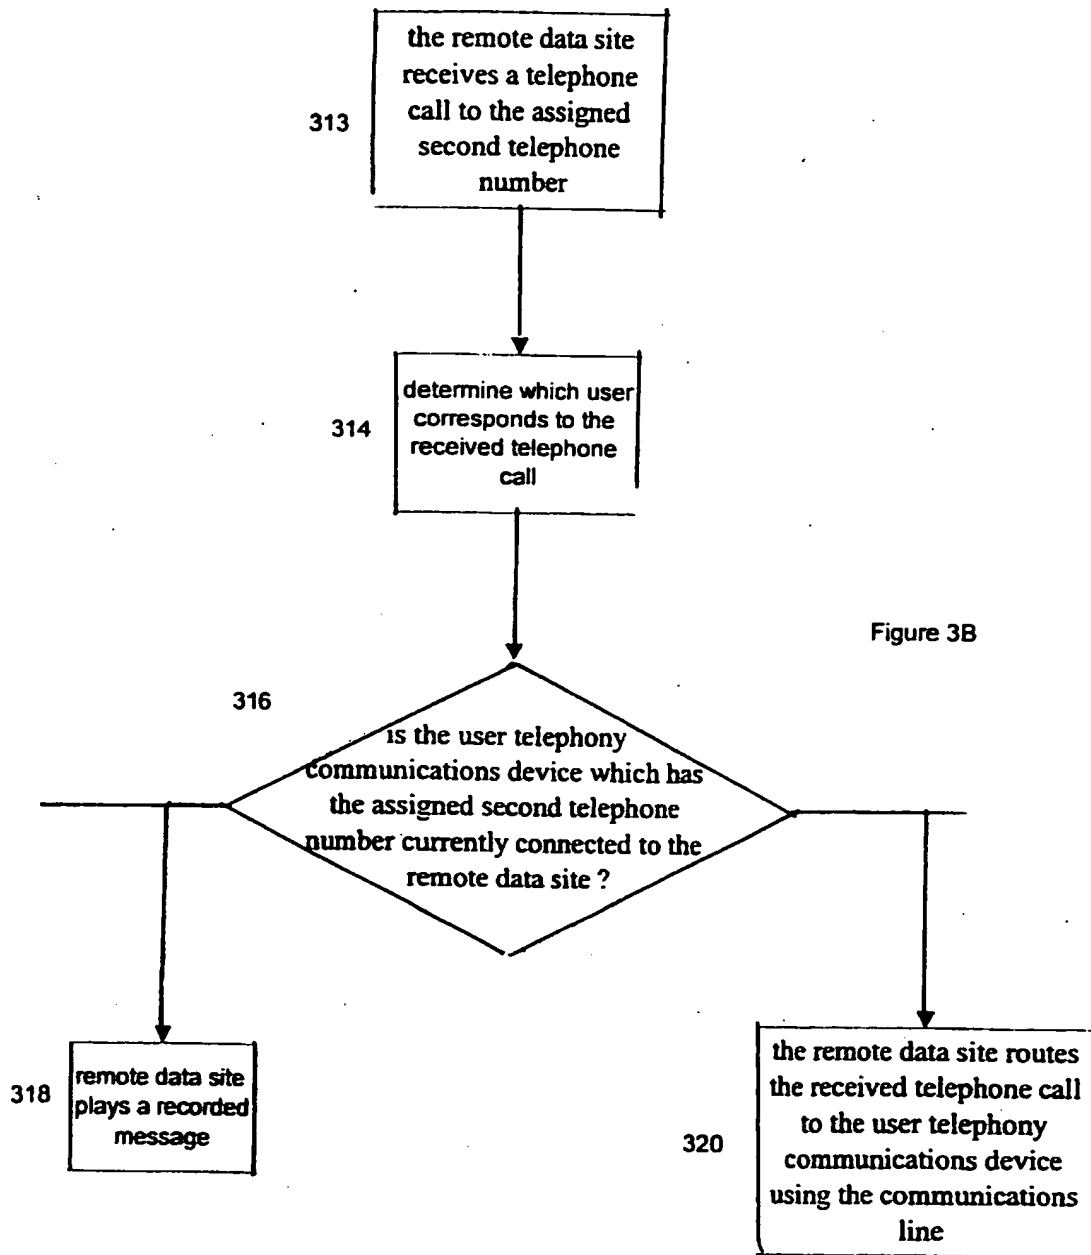 the remote data site
receives a telephone
call to the assigned
second telephone
number
313
determine which user
corresponds to the
received telephone
call
314
Figure 3B
316
is the user telephony
communications device which has
the assigned second telephone
number currently connected to the
remote data site ?
318
remote data site
plays a recorded
message
320
the remote data site routes
the received telephone call
to the user telephony
communications device
using the communications
line